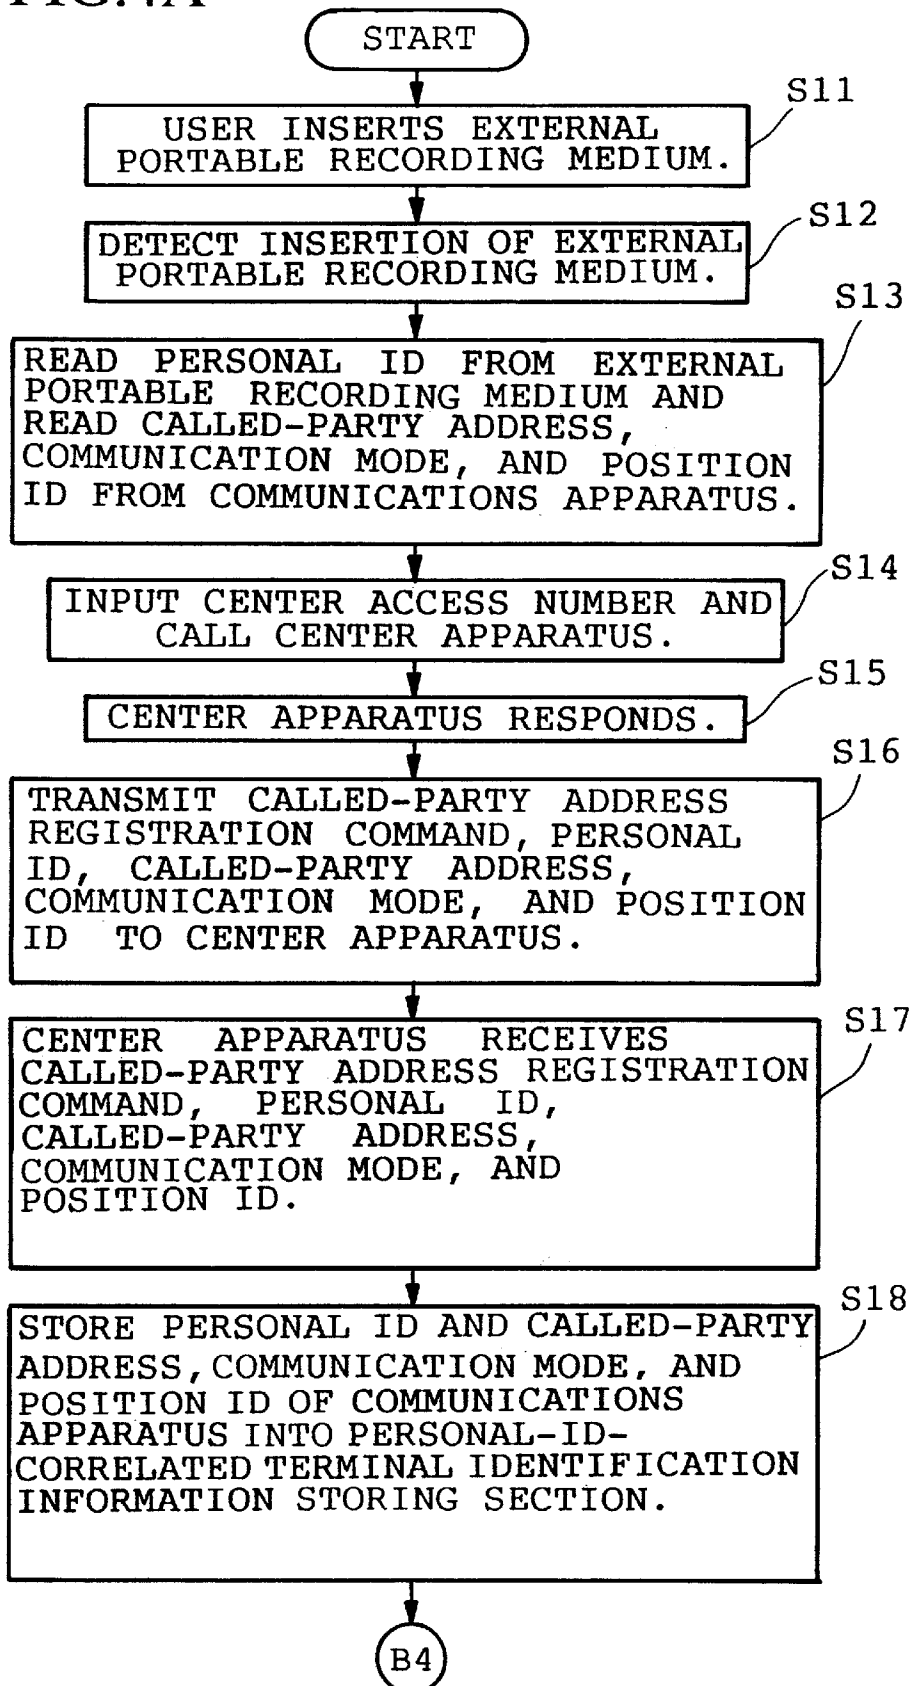 FIG.4A
START
S11
USER INSERTS EXTERNAL
PORTABLE RECORDING MEDIUM.
S12
DETECT INSERTION OF EXTERNAL
PORTABLE RECORDING MEDIUM.
S13
READ PERSONAL ID FROM EXTERNAL
PORTABLE RECORDING MEDIUM AND
READ CALLED-PARTY ADDRESS,
COMMUNICATION MODE, AND POSITION
ID FROM COMMUNICATIONS APPARATUS.
S14
INPUT CENTER ACCESS NUMBER AND
CALL CENTER APPARATUS.
S15
CENTER APPARATUS RESPONDS.
S16
TRANSMIT CALLED-PARTY ADDRESS
REGISTRATION COMMAND, PERSONAL
ID, CALLED-PARTY ADDRESS,
COMMUNICATION MODE, AND POSITION
ID TO CENTER APPARATUS.
S17
CENTER APPARATUS RECEIVES
CALLED-PARTY ADDRESS REGISTRATION
COMMAND, PERSONAL ID,
CALLED-PARTY ADDRESS,
COMMUNICATION MODE, AND
POSITION ID.
S18
STORE PERSONAL ID AND CALLED-PARTY
ADDRESS, COMMUNICATION MODE, AND
POSITION ID OF COMMUNICATIONS
APPARATUS INTO PERSONAL-ID-
CORRELATED TERMINAL IDENTIFICATION
INFORMATION STORING SECTION.
B4